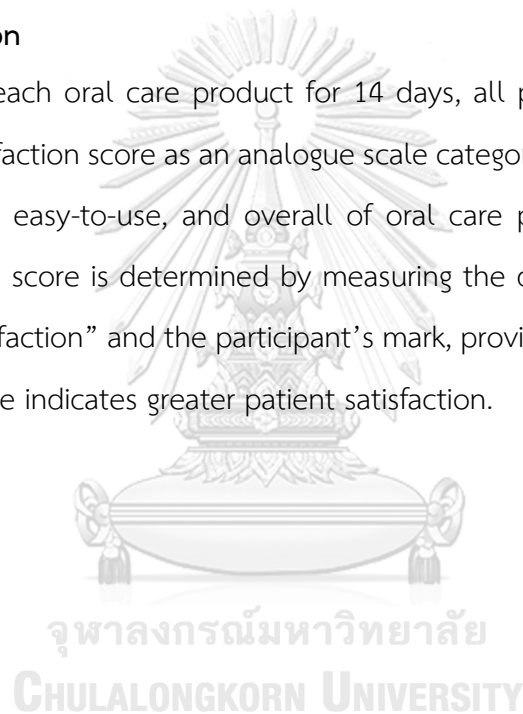 on
each oral care product for 14 days, all p
faction score as an analogue scale categor
easy-to-use, and overall of oral care p
score is determined by measuring the
faction” and the participant’s mark, provi
e indicates greater patient satisfaction.
จุฬาลงกรณ์มหาวิทยาลัย
CHULALONGKORN UNIVERSITY